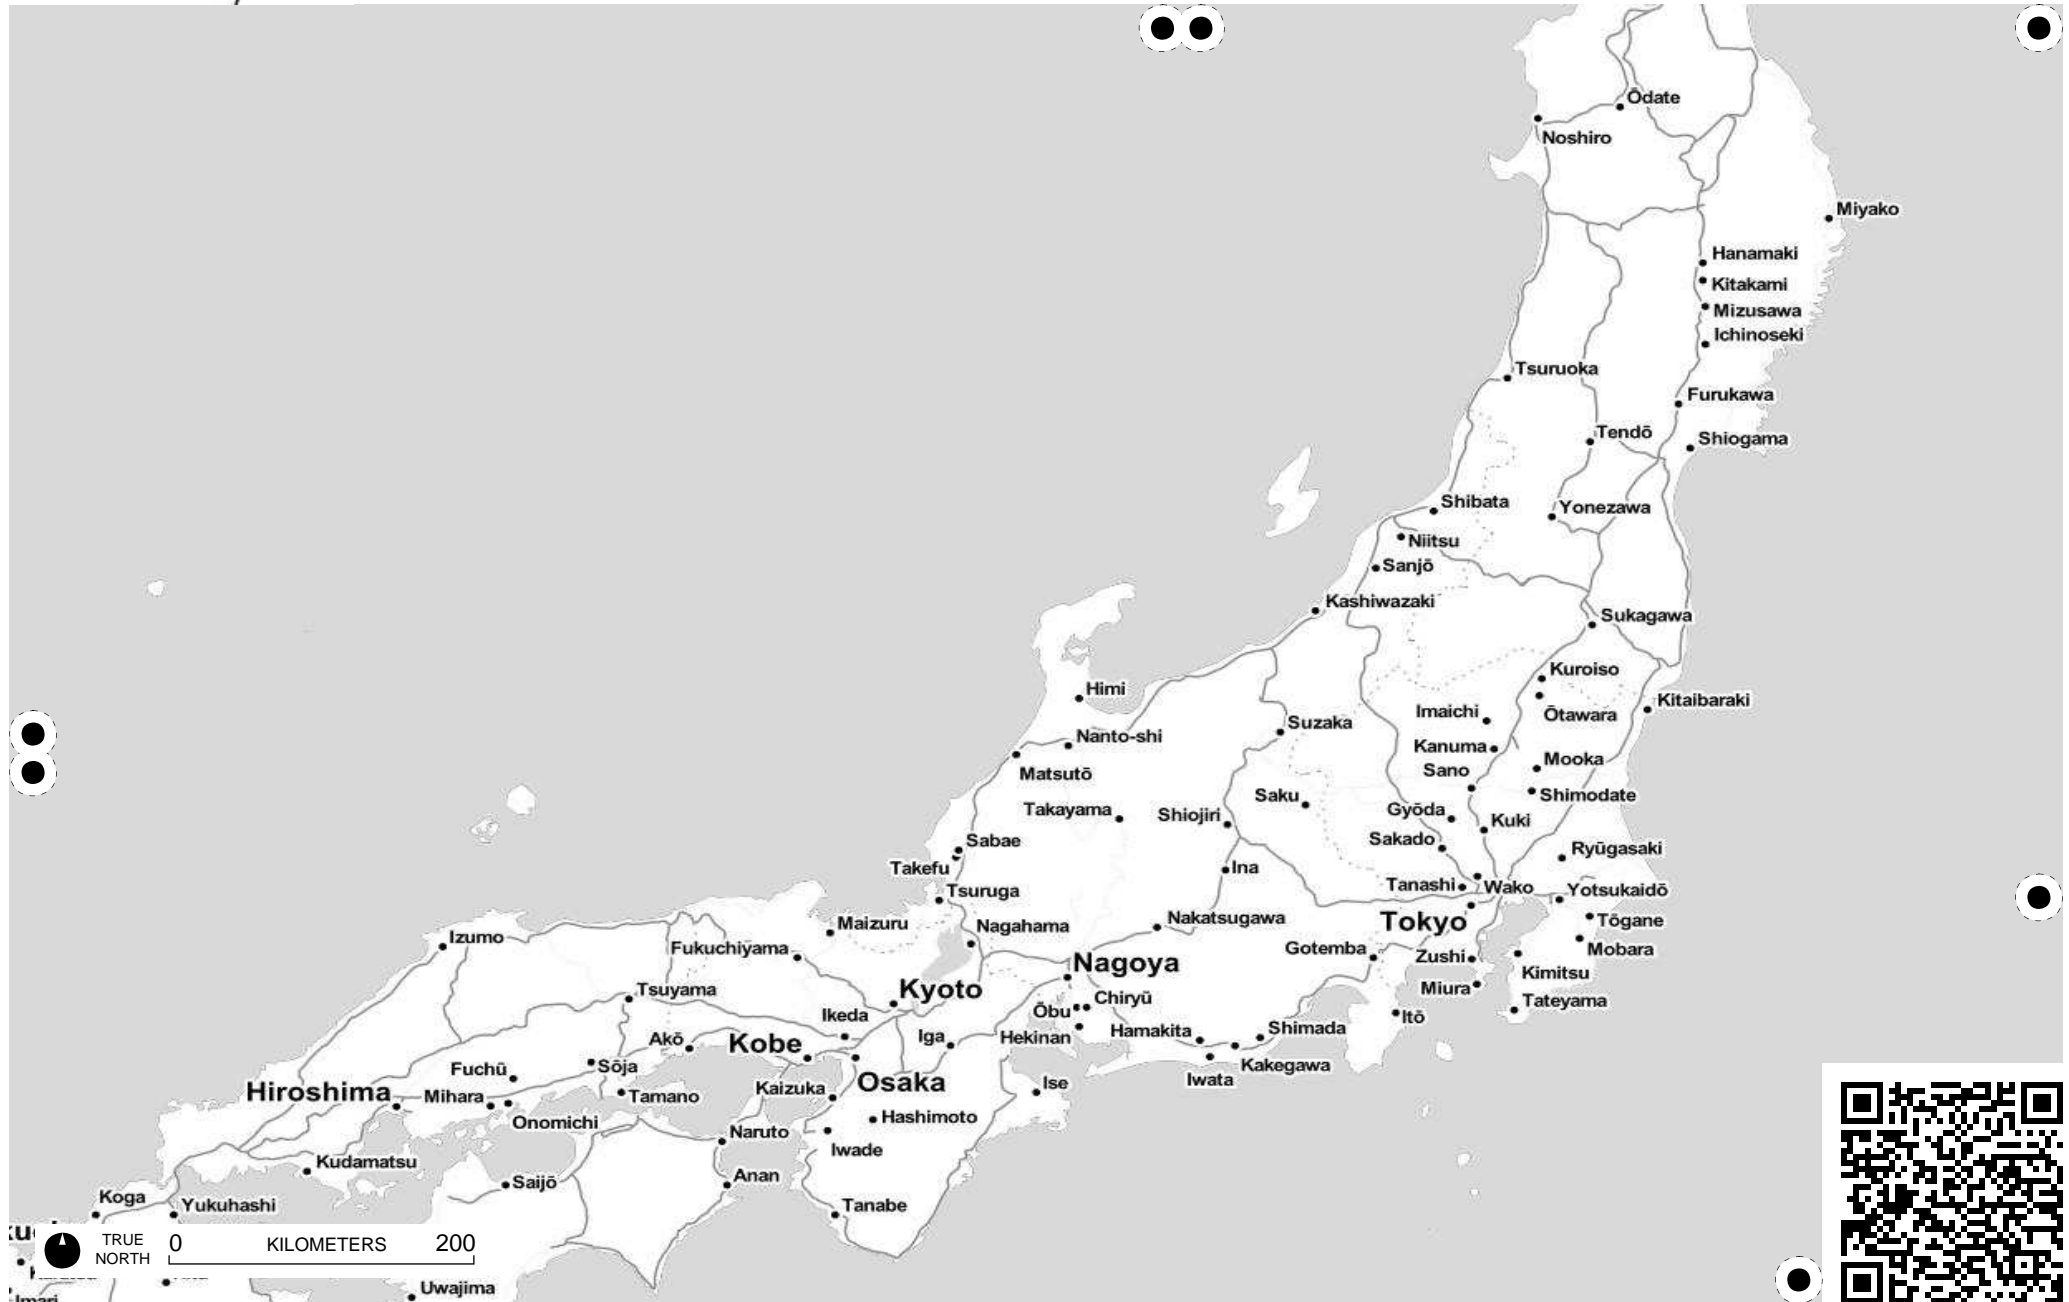 Ōdate
Noshiro
Miyako
Hanamaki
Kitakami
Mizusawa
Ichinoseki
Tsuruoka
Furukawa
Tendō
Shiogama
Shibata
Yonezawa
Niitsu
Sanjō
Kashiwazaki
Sukagawa
Kuroiso
Himi
Kitaibaraki
Imaichi
Ōtawara
Suzaka
Nanto-shi
Kanuma
Mooka
Matsutō
Sano
Saku
Shimodate
Takayama
Shiojiri
Gyōda
Kuki
Sabae
Sakado
Ryūgasaki
Takefu
Ina
Tsuruga
Tanashi
Wako
Yotsukaidō
Maizuru
Nagahama
Nakatsugawa
Tokyo
Tōgane
Izumo
Fukuchiyama
Gotemba
Zushi
Mobara
Nagoya
Kimitsu
Tsuyama
Kyoto
Miura
Chiryū
Tateyama
Ōbu
Ikeda
Itō
Akō
Kobe
Iga
Hekinan
Hamakita
Shimada
Fuchū
Sōja
Kakegawa
Iwata
Hiroshima
Mihara
Tamano
Kaizuka
Osaka
Ise
Onomichi
Hashimoto
Naruto
Iwade
Kudamatsu
Saijō
Anan
Koga
Yukuhashi
Tanabe
TRUE
NORTH
0 KILOMETERS 200
Uwajima